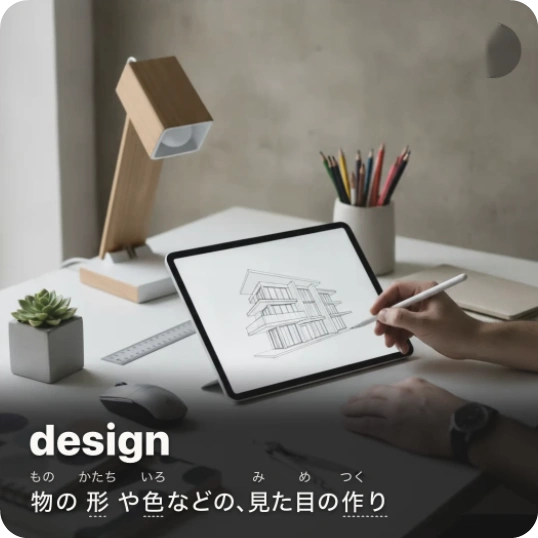 design
もの かたち いろ み め つく
物の形や色などの、見た目の作り